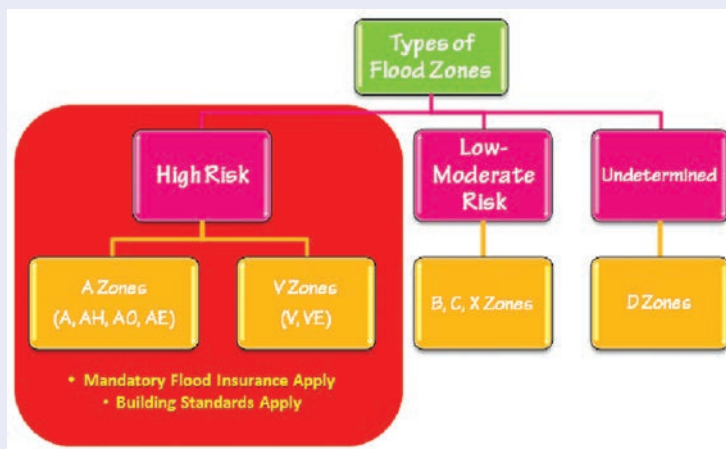 Types of
Flood Zones
High Risk
Low-
Moderate
Risk
Undetermined
A Zones
(A, AH, AO, AE)
V Zones
(V, VE)
B, C, X Zones
D Zones
• Mandatory Flood Insurance Apply
• Building Standards Apply